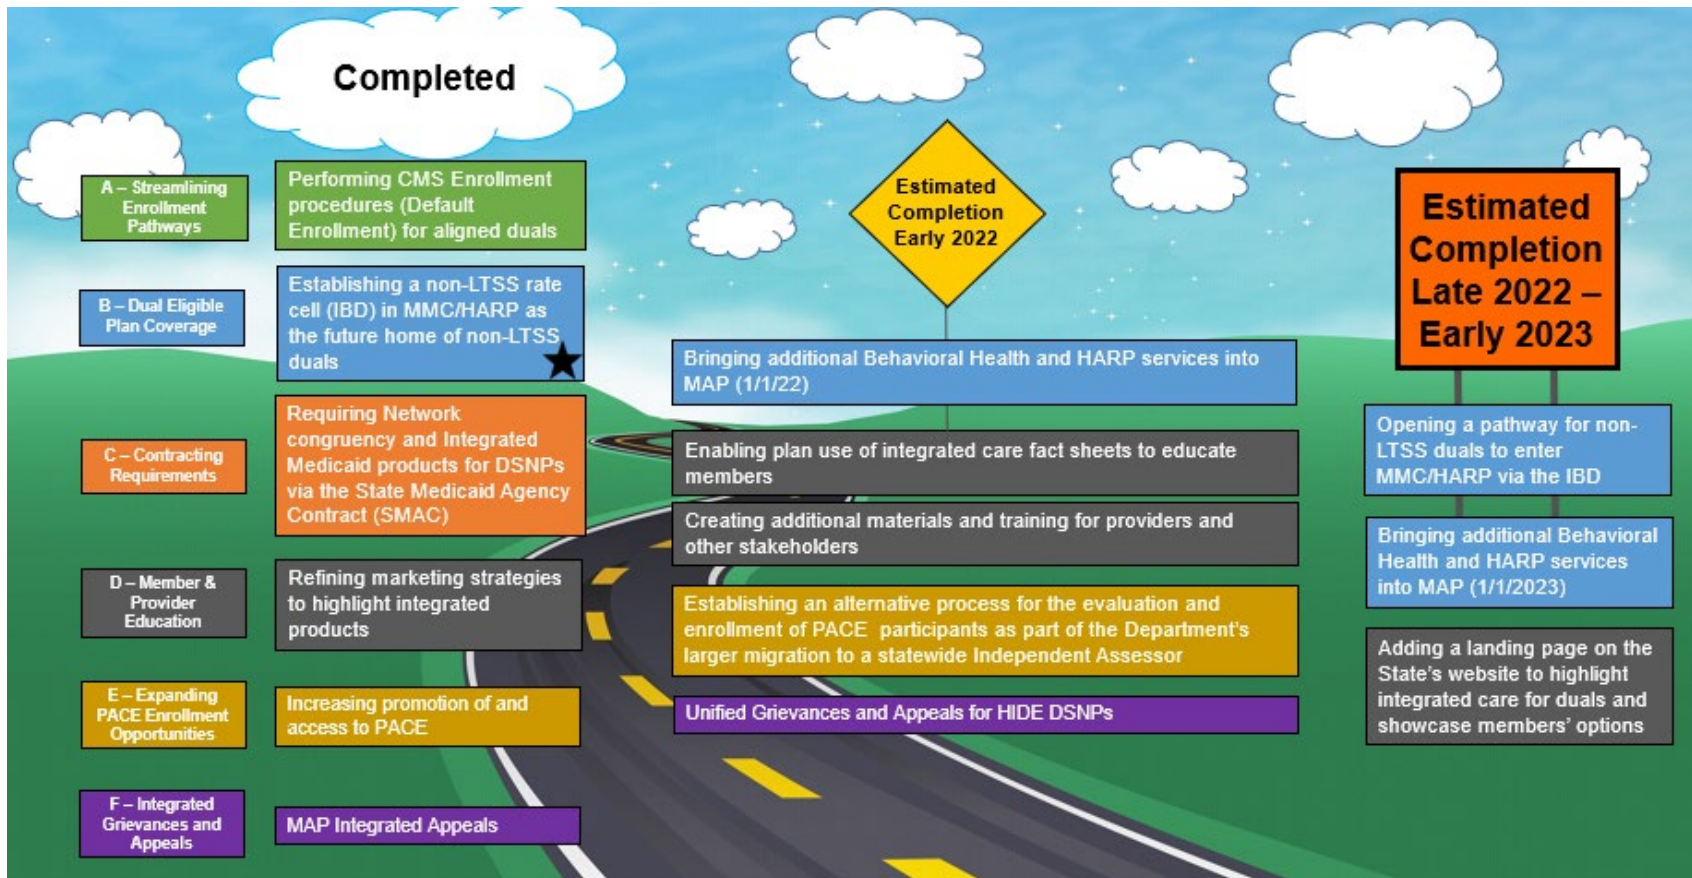 Completed
A – Streamlining
Enrollment
Pathways
Performing CMS Enrollment
procedures (Default
Enrollment) for aligned duals
B – Dual Eligible
Plan Coverage
Establishing a non-LTSS rate
cell (IBD) in MMC/HARP as
the future home of non-LTSS
duals
C – Contracting
Requirements
Requiring Network
congruency and Integrated
Medicaid products for DSNPs
via the State Medicaid Agency
Contract (SMAC)
D – Member &
Provider
Education
Refining marketing strategies
to highlight integrated
products
E – Expanding
PACE Enrollment
Opportunities
Increasing promotion of and
access to PACE
F – Integrated
Grievances and
Appeals
MAP Integrated Appeals
Estimated
Completion
Early 2022
Bringing additional Behavioral Health and HARP services into
MAP (1/1/22)
Enabling plan use of integrated care fact sheets to educate
members
Creating additional materials and training for providers and
other stakeholders
Establishing an alternative process for the evaluation and
enrollment of PACE participants as part of the Department's
larger migration to a statewide Independent Assessor
Unified Grievances and Appeals for HIDE DSNPs
Estimated
Completion
Late 2022 –
Early 2023
Opening a pathway for non-
LTSS duals to enter
MMC/HARP via the IBD
Bringing additional Behavioral
Health and HARP services
into MAP (1/1/2023)
Adding a landing page on the
State's website to highlight
integrated care for duals and
showcase members' options